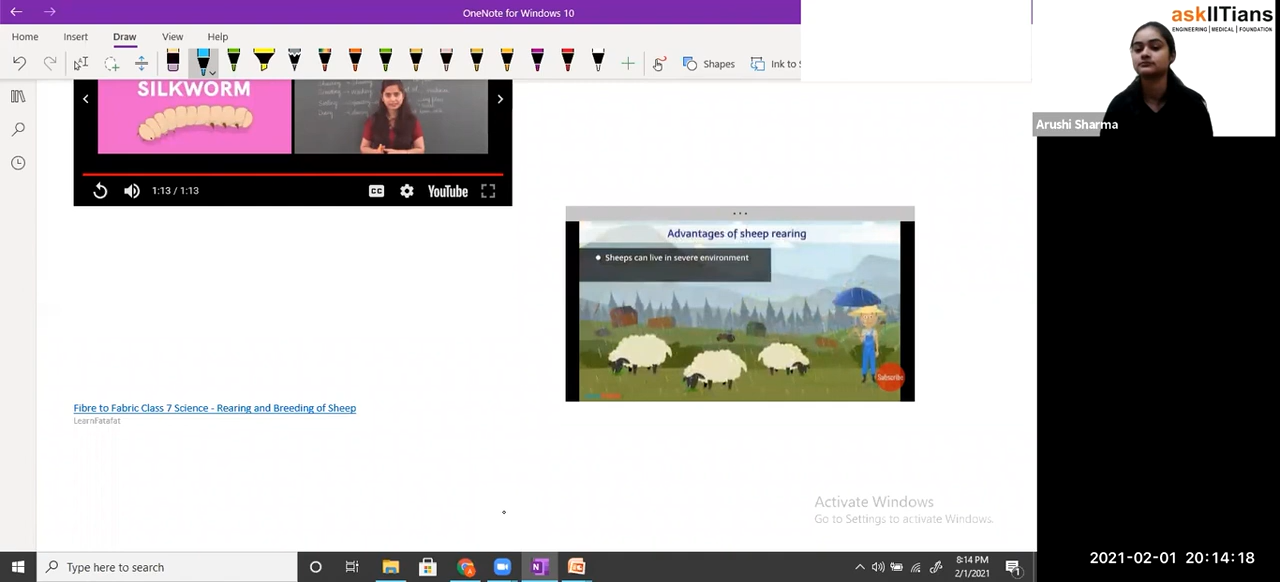 OneNote for Windows 10
askIITians
ENGINEERING | MEDICAL | FOUNDATION
Home
Insert
Draw
View
Help
Shapes
Ink to S
Arushi Sharma
SILKWORM
1:13 / 1:13
CC
YouTube
Advantages of sheep rearing
Sheeps can live in severe environment
Subscribe
Fibre to Fabric Class 7 Science - Rearing and Breeding of Sheep
LearnFatafat
Activate Windows
Go to Settings to activate Windows.
Type here to search
8:14 PM
2/1/2021
2021-02-01 20:14:18